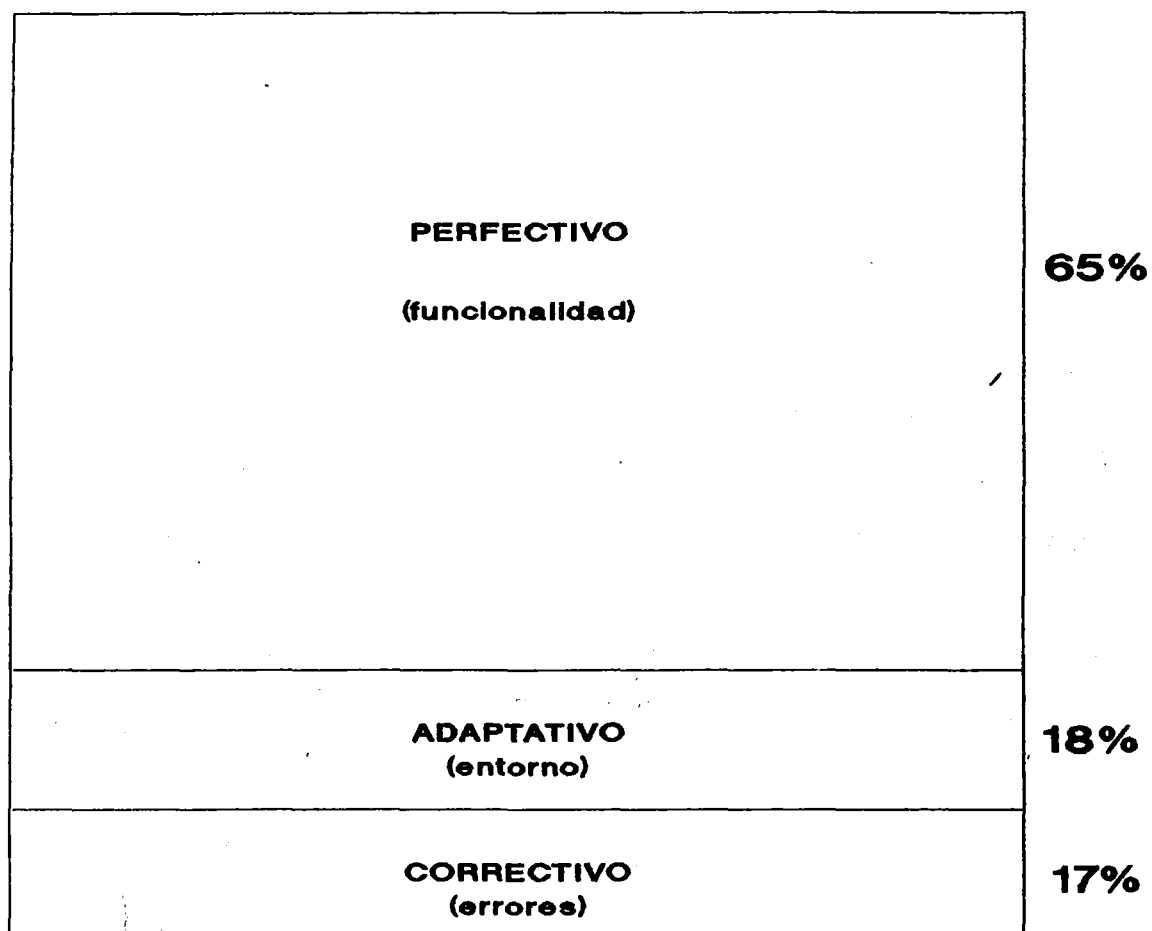 PERFECTIVO
(funcionalidad)
65%
ADAPTATIVO
(entorno)
18%
CORRECTIVO
(errores)
17%